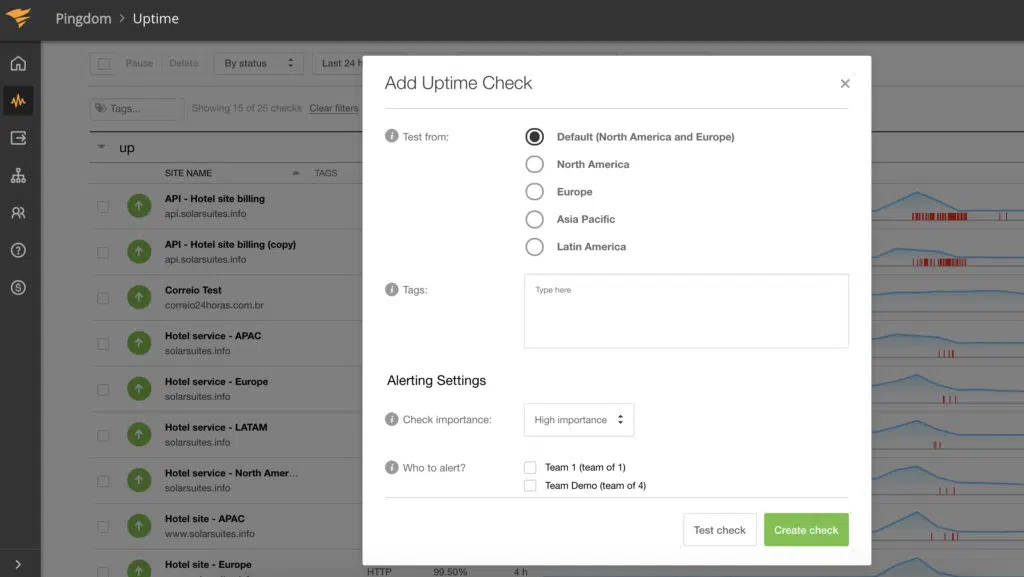 Pingdom > Uptime
Pause Delete By status Last 24 h
Tags... Showing 15 of 25 checks Clear filters
up
SITE NAME TAGS
API - Hotel site billing
api.solarsuites.info
API - Hotel site billing (copy)
api.solarsuites.info
Correio Test
correio24horas.com.br
Hotel service - APAC
solarsuites.info
Hotel service - Europe
solarsuites.info
Hotel service - LATAM
solarsuites.info
Hotel service - North Amer...
solarsuites.info
Hotel site - APAC
www.solarsuites.info
Hotel site - Europe
HTTP 99.50% 4 h
Add Uptime Check
Test from:
Default (North America and Europe)
North America
Europe
Asia Pacific
Latin America
Tags:
Type here
Alerting Settings
Check importance: High importance
Who to alert?
Team 1 (team of 1)
Team Demo (team of 4)
Test check Create check